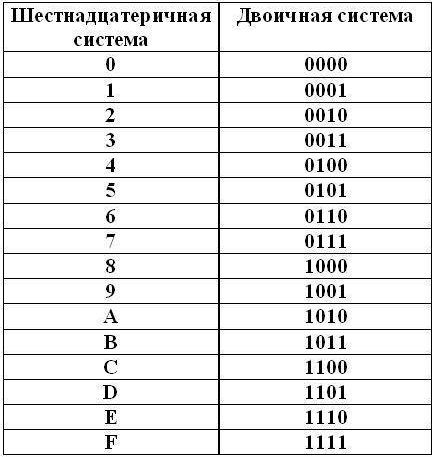 Шестнадцатеричная Двоичная система
система
0 0000
1 0001
2 0010
3 0011
4 0100
5 0101
6 0110
7 0111
8 1000
9 1001
A 1010
B 1011
C 1100
D 1101
E 1110
F 1111